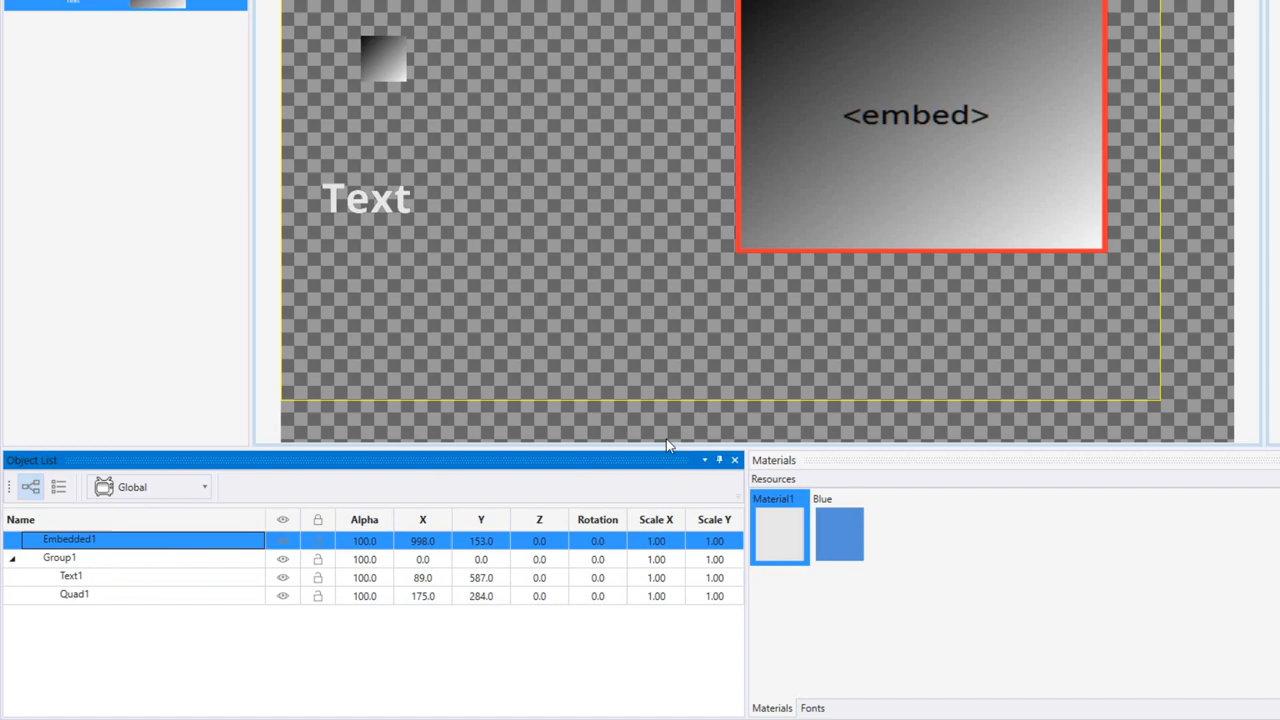 Text
<embed>
Text
Object List
Global
Name Alpha X Y Z Rotation Scale X Scale Y
Embedded1 100.0 998.0 153.0 0.0 0.0 1.00 1.00
Group1 100.0 0.0 0.0 0.0 0.0 1.00 1.00
Text1 100.0 89.0 587.0 0.0 0.0 1.00 1.00
Quad1 100.0 175.0 284.0 0.0 0.0 1.00 1.00
Materials
Resources
Material1 Blue
Materials Fonts